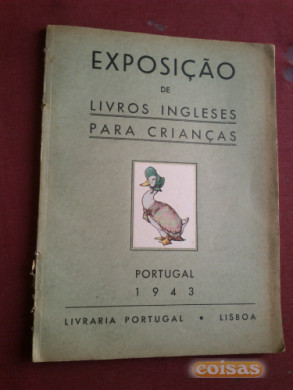 EXPOSIÇÃO
DE
LIVROS INGLESES
PARA CRIANÇAS
PORTUGAL
1943
LIVRARIA PORTUGAL • LISBOA
coisas